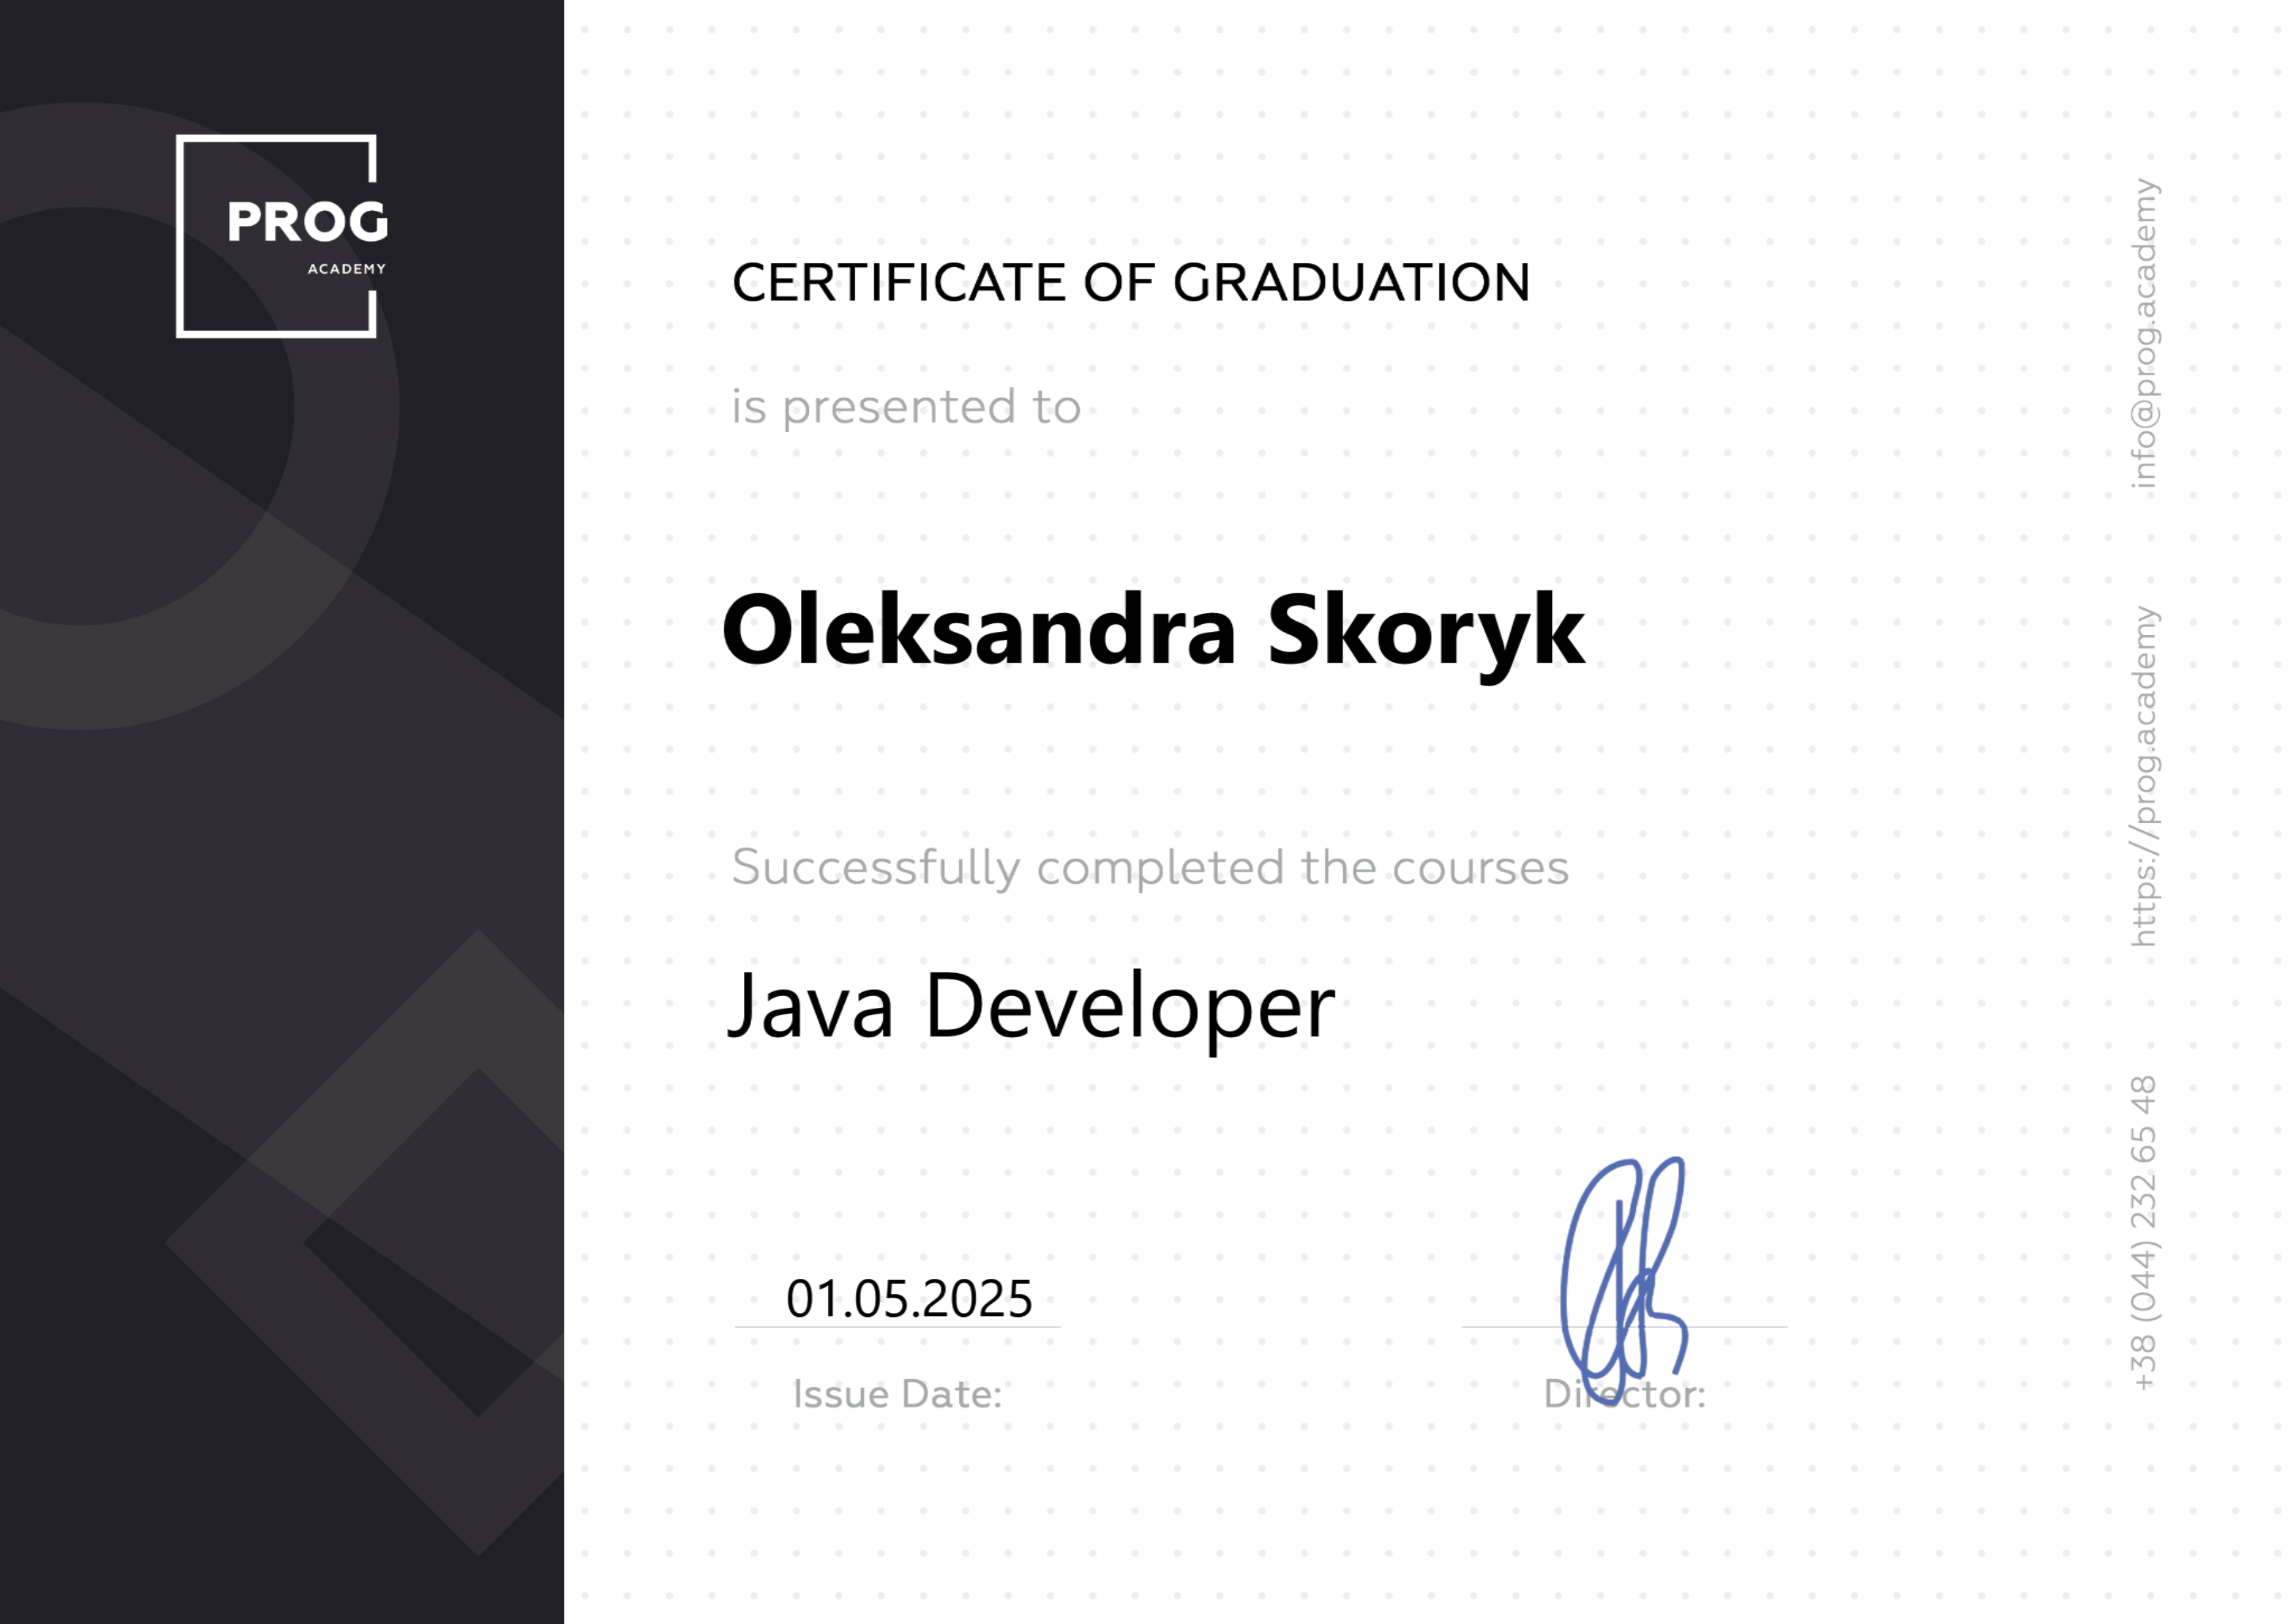 PROG
ACADEMY
CERTIFICATE OF GRADUATION
is presented to
Oleksandra Skoryk
Successfully completed the courses
Java Developer
01.05.2025
Issue Date:
Director:
info@prog.academy
https://prog.academy
+38 (044) 232 65 48